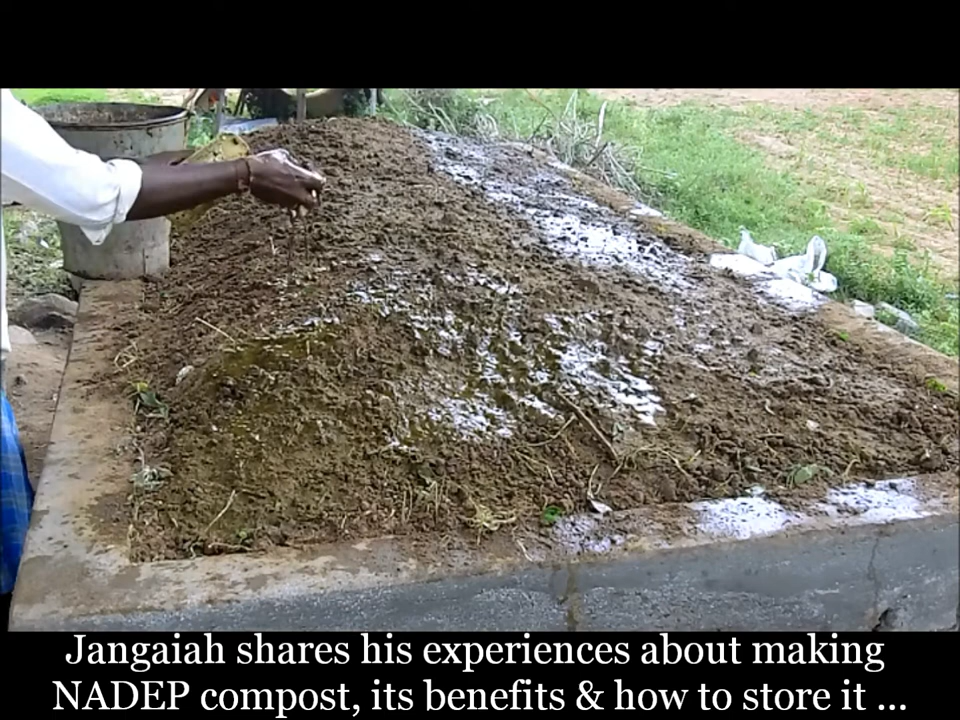 Jangaiah shares his experiences about making
NADEP compost, its benefits & how to store it ...